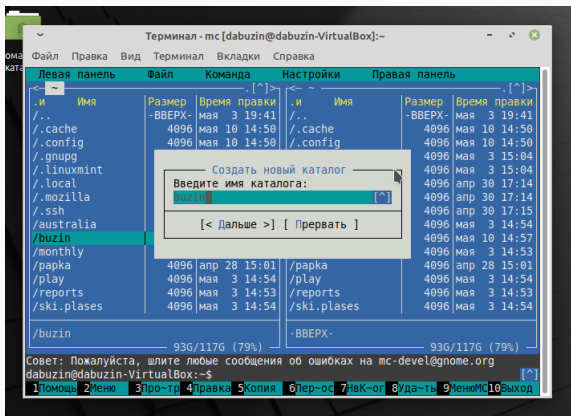 Терминал - mc [dabuzin@dabuzin-VirtualBox]:~
Файл Правка Вид Терминал Вкладки Справка
Левая панель Файл Команда Настройки Правая панель
<- ~ .[^]> <- ~ .[^]>
.и Имя Размер Время правки .и Имя Размер Время правки
/.. -ВВЕРХ- мая 3 19:41 /.. -ВВЕРХ- мая 3 19:41
/.cache 4096 мая 10 14:50 /.cache 4096 мая 10 14:50
/.config 4096 мая 10 14:50 /.config 4096 мая 10 14:50
/.gnupg 4096 мая 3 15:04
/.linuxmint 4096 мая 3 15:04
/.local 4096 апр 30 17:14
/.mozilla 4096 апр 30 17:14
/.ssh 4096 апр 30 17:15
/australia 4096 мая 3 14:54
/buzin 4096 мая 10 14:57
/monthly 4096 мая 3 14:53
Создать новый каталог
Введите имя каталога:
buzin [^]
[< Дальше >] [ Прервать ]
/papka 4096 апр 28 15:01 /papka 4096 апр 28 15:01
/play 4096 мая 3 14:54 /play 4096 мая 3 14:54
/reports 4096 мая 3 14:53 /reports 4096 мая 3 14:53
/ski.plases 4096 мая 3 14:54 /ski.plases 4096 мая 3 14:54
/buzin -ВВЕРХ-
93G/117G (79%) 93G/117G (79%)
Совет: Пожалуйста, шлите любые сообщения об ошибках на mc-devel@gnome.org
dabuzin@dabuzin-VirtualBox:~$ [^]
1Помощь 2Меню 3Про~тр 4Правка 5Копия 6Пер~ос 7НвК~ог 8Уда~ть 9МенюMC 10Выход